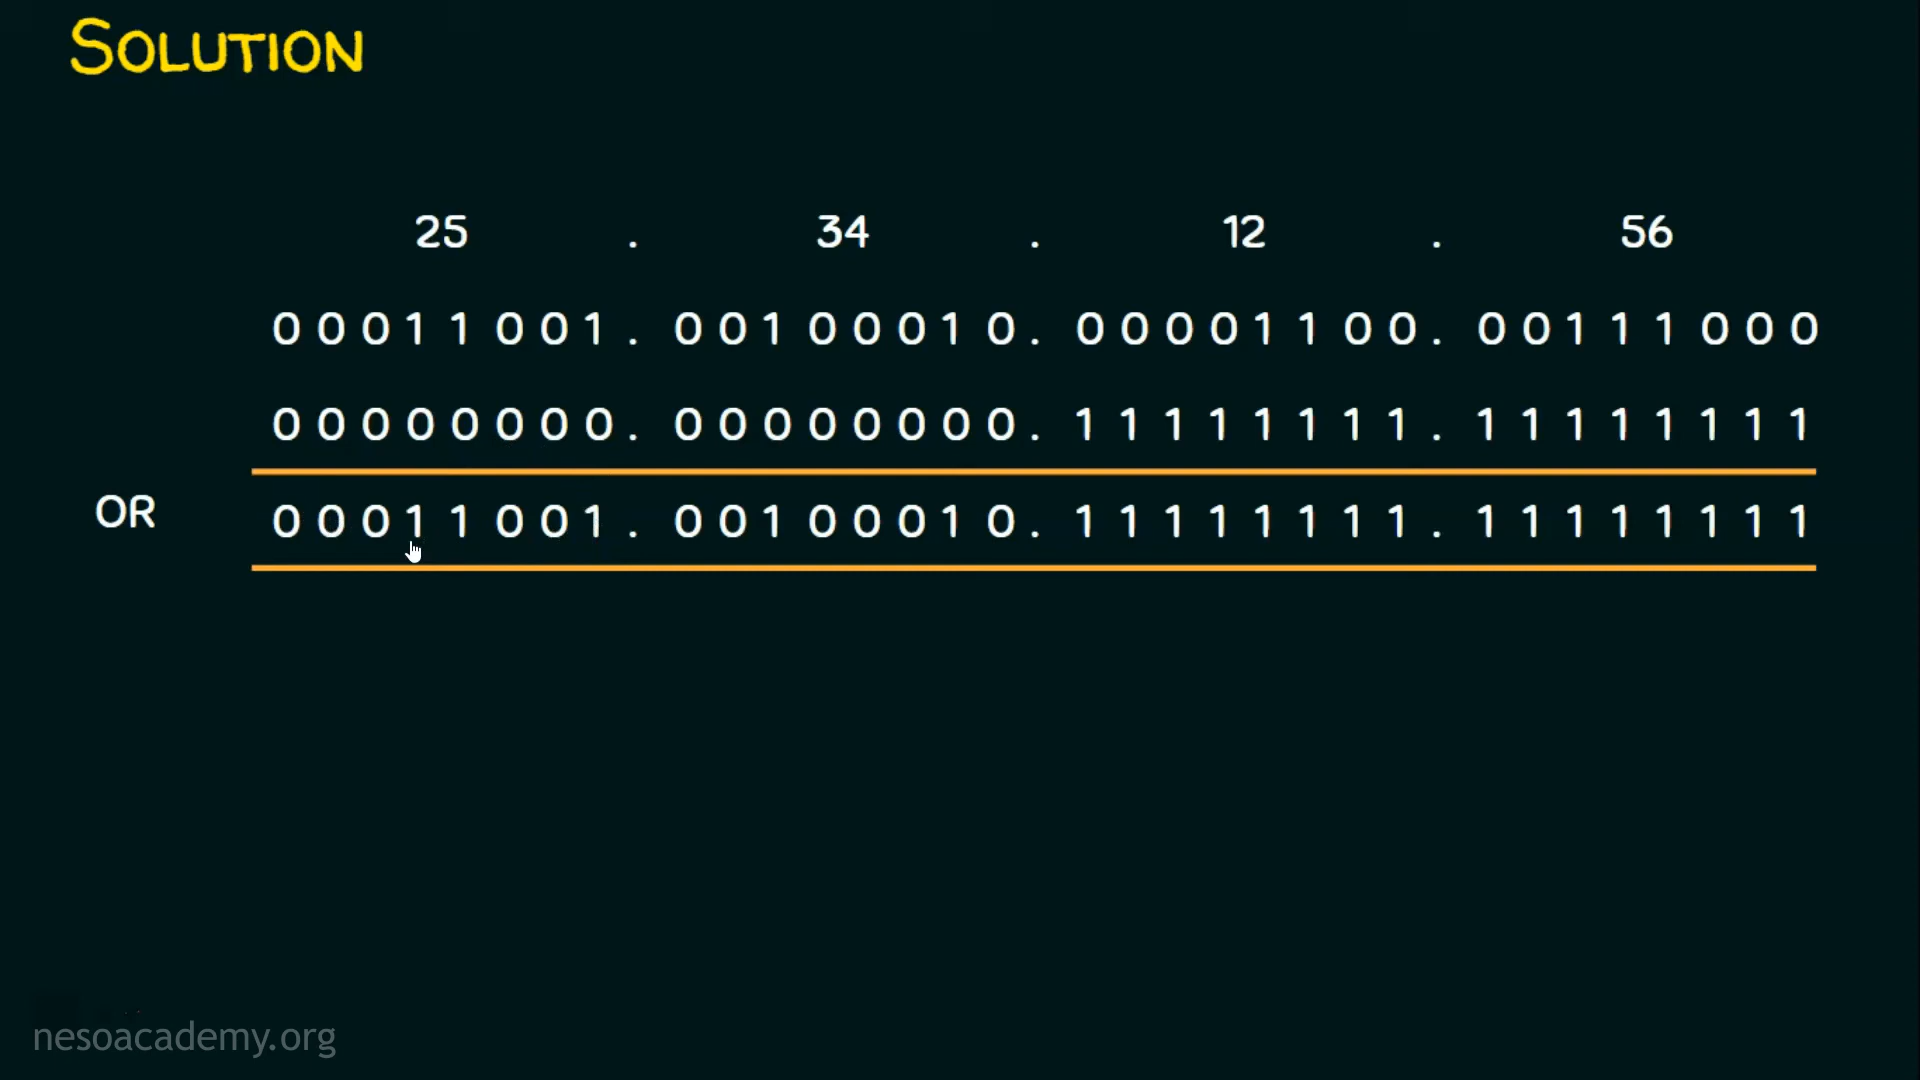 SOLUTION
25 . 34 . 12 . 56
0 0 0 1 1 0 0 1 . 0 0 1 0 0 0 1 0 . 0 0 0 0 1 1 0 0 . 0 0 1 1 1 0 0 0
0 0 0 0 0 0 0 0 . 0 0 0 0 0 0 0 0 . 1 1 1 1 1 1 1 1 . 1 1 1 1 1 1 1 1
OR 0 0 0 1 1 0 0 1 . 0 0 1 0 0 0 1 0 . 1 1 1 1 1 1 1 1 . 1 1 1 1 1 1 1 1
nesoacademy.org